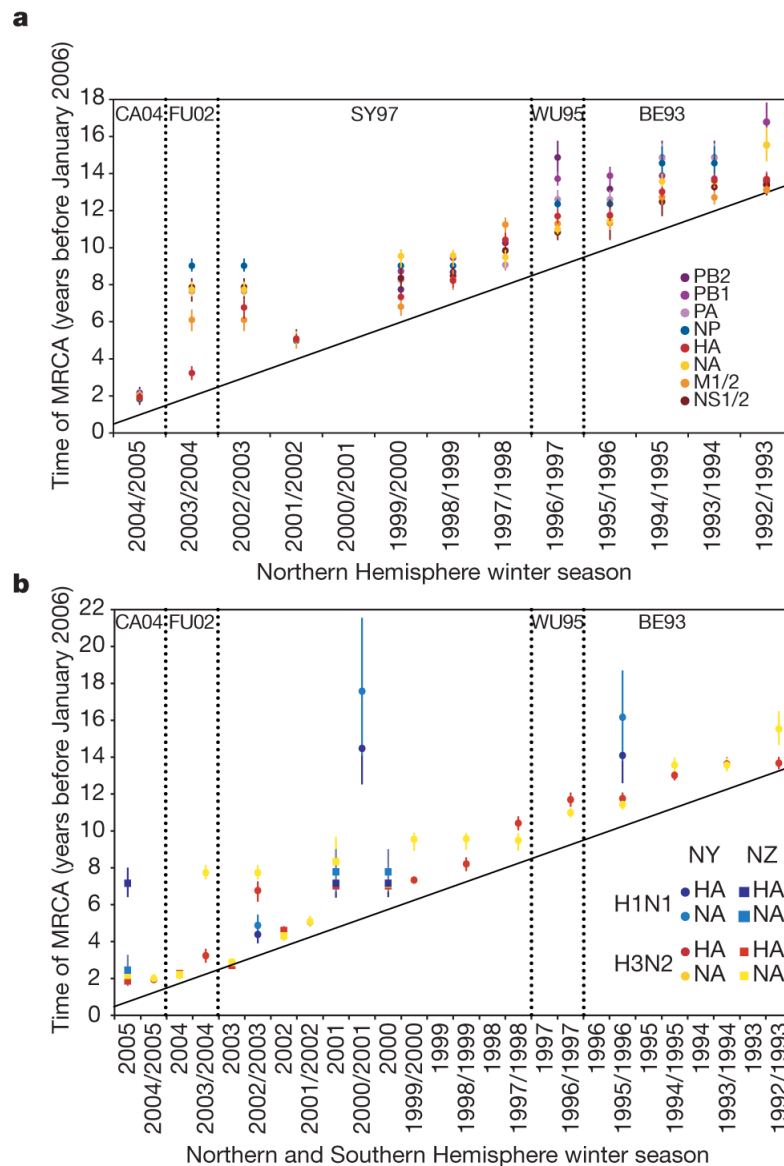 a
Time of MRCA (years before January 2006)
18
16
14
12
10
8
6
4
2
0
CA04 FU02 SY97 WU95 BE93
PB2
PB1
PA
NP
HA
NA
M1/2
NS1/2
2004/2005
2003/2004
2002/2003
2001/2002
2000/2001
1999/2000
1998/1999
1997/1998
1996/1997
1995/1996
1994/1995
1993/1994
1992/1993
Northern Hemisphere winter season
b
Time of MRCA (years before January 2006)
22
20
18
16
14
12
10
8
6
4
2
0
CA04 FU02 WU95 BE93
NY NZ
H1N1 HA HA
NA NA
H3N2 HA HA
NA NA
2005
2004/2005
2004
2003/2004
2003
2002/2003
2002
2001/2002
2001
2000/2001
2000
1999/2000
1999
1998/1999
1998
1997/1998
1997
1996/1997
1996
1995/1996
1995
1994/1995
1994
1993/1994
1993
1992/1993
Northern and Southern Hemisphere winter season